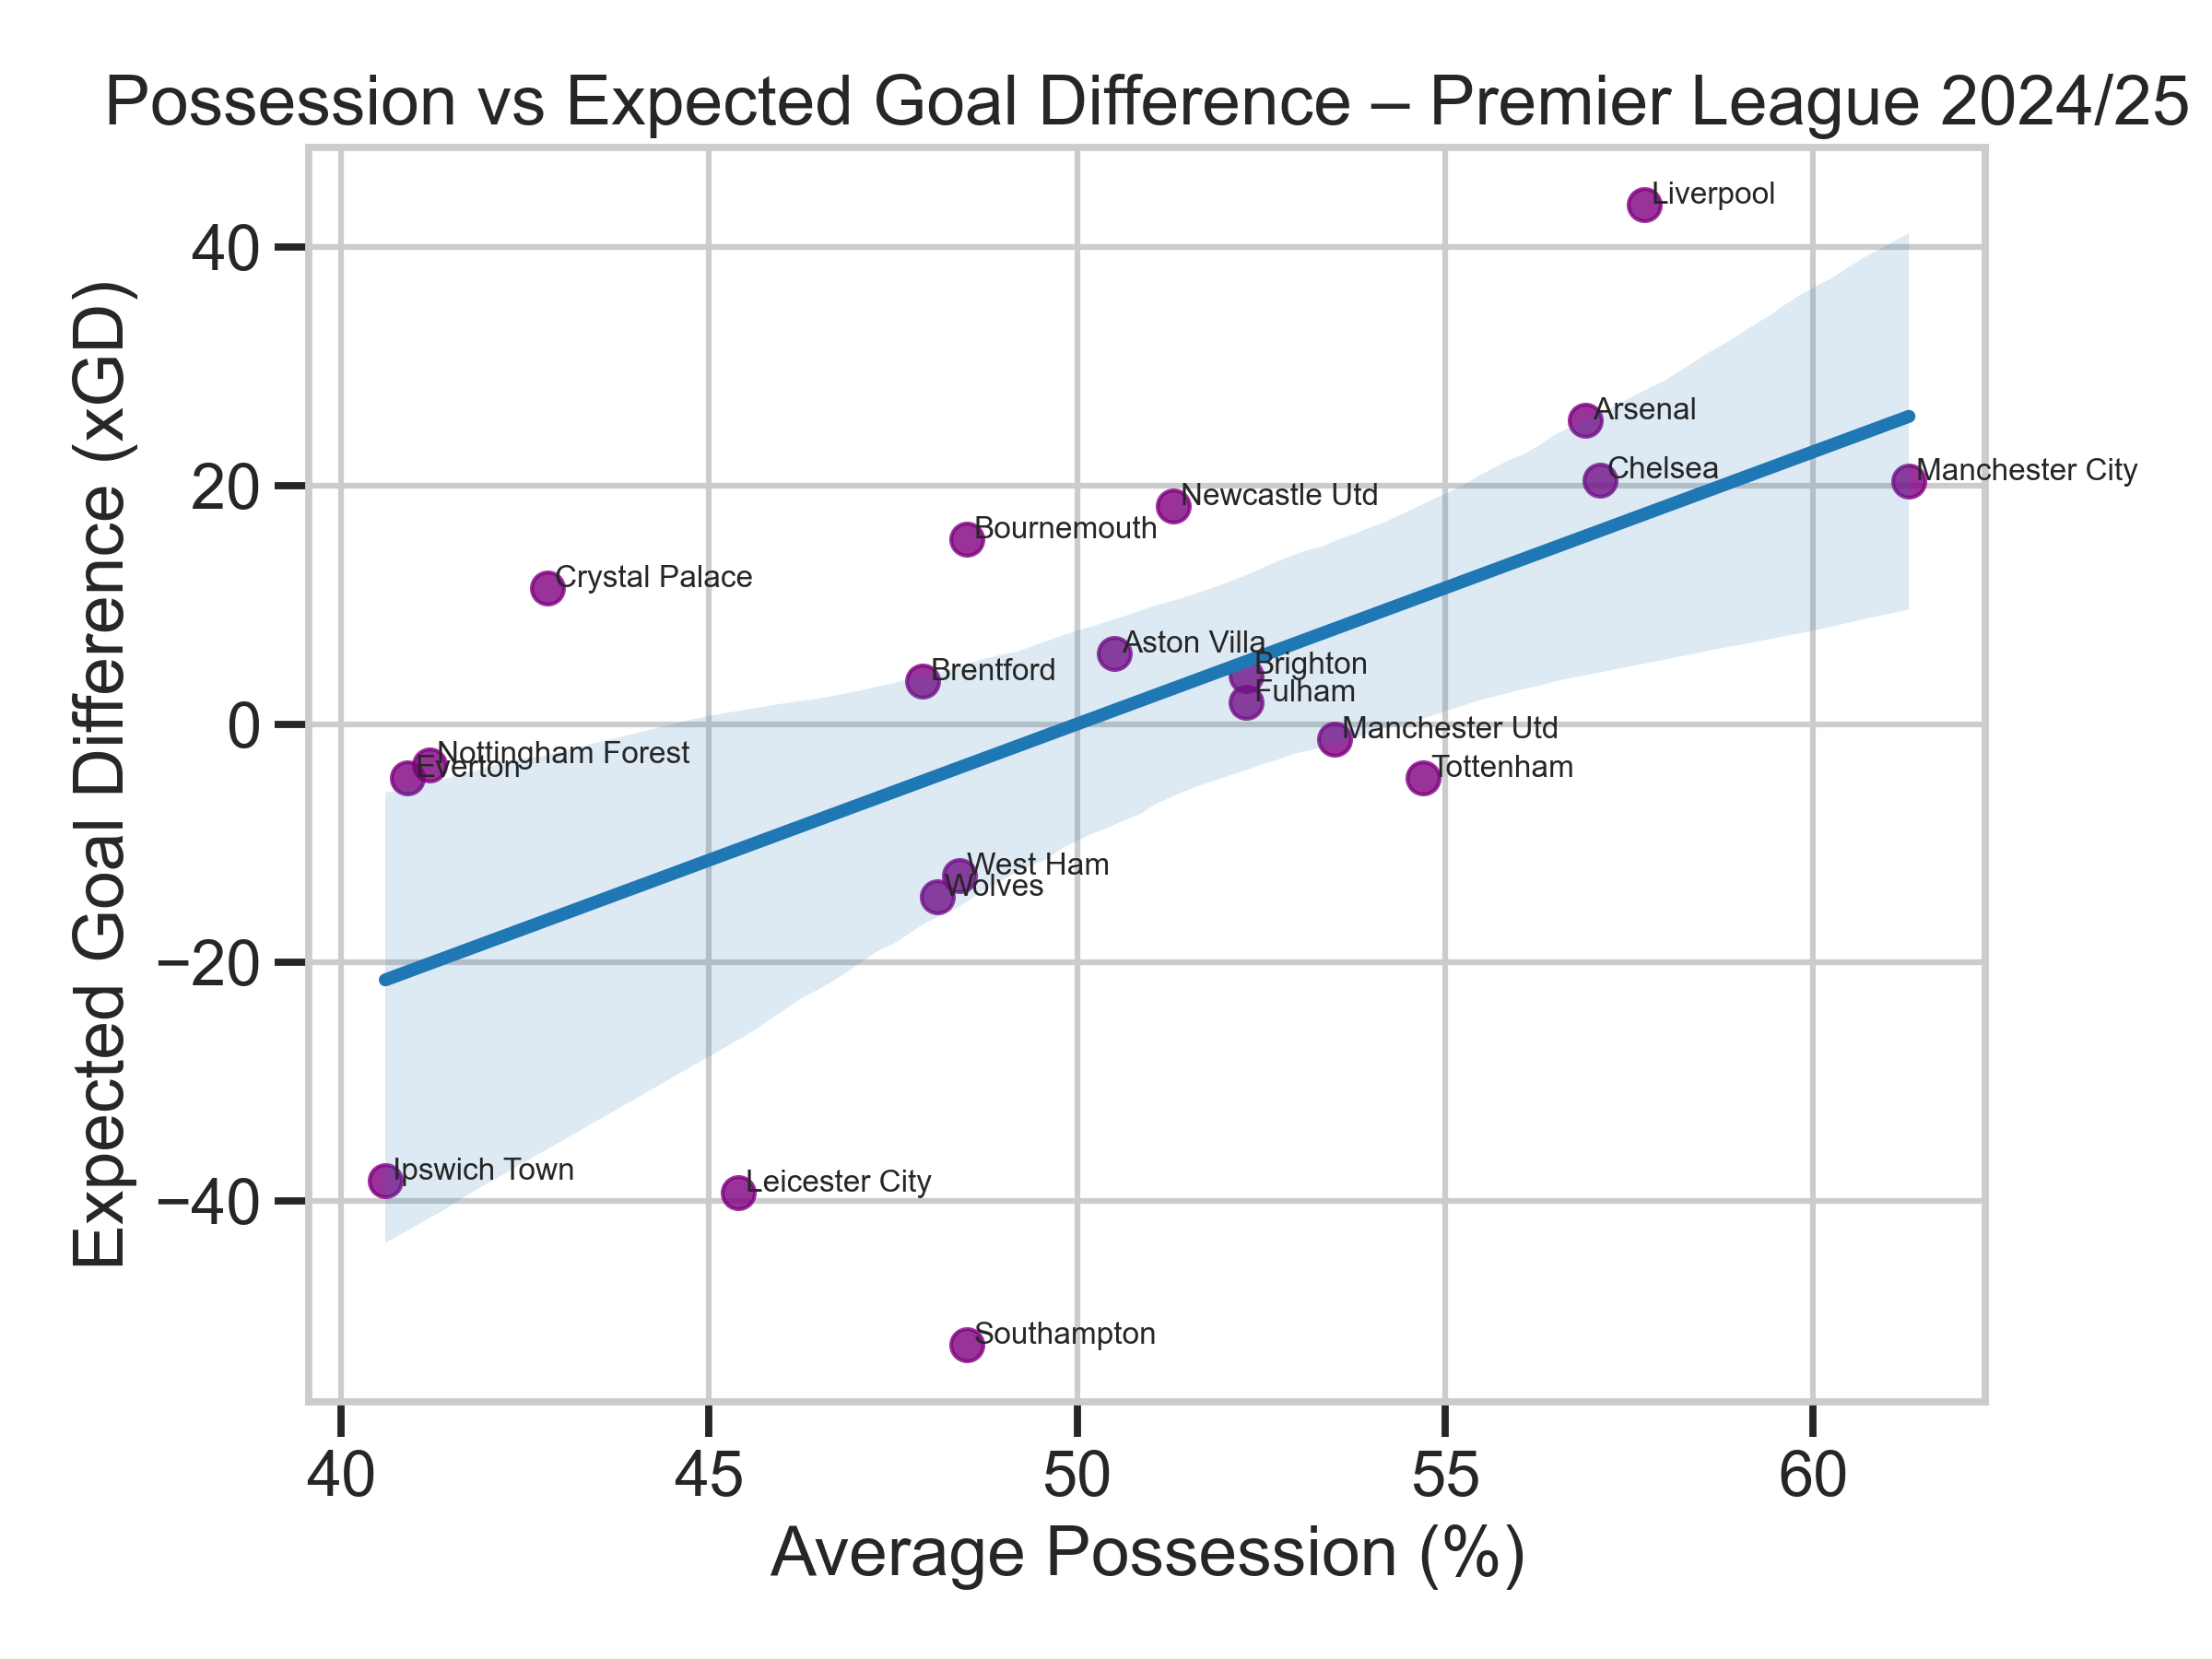 Possession vs Expected Goal Difference – Premier League 2024/25
Expected Goal Difference (xGD)
40
20
0
−20
−40
Liverpool
Arsenal
Chelsea
Manchester City
Newcastle Utd
Bournemouth
Crystal Palace
Aston Villa
Brighton
Brentford
Fulham
Manchester Utd
Nottingham Forest
Everton
Tottenham
West Ham
Wolves
Ipswich Town
Leicester City
Southampton
40
45
50
55
60
Average Possession (%)